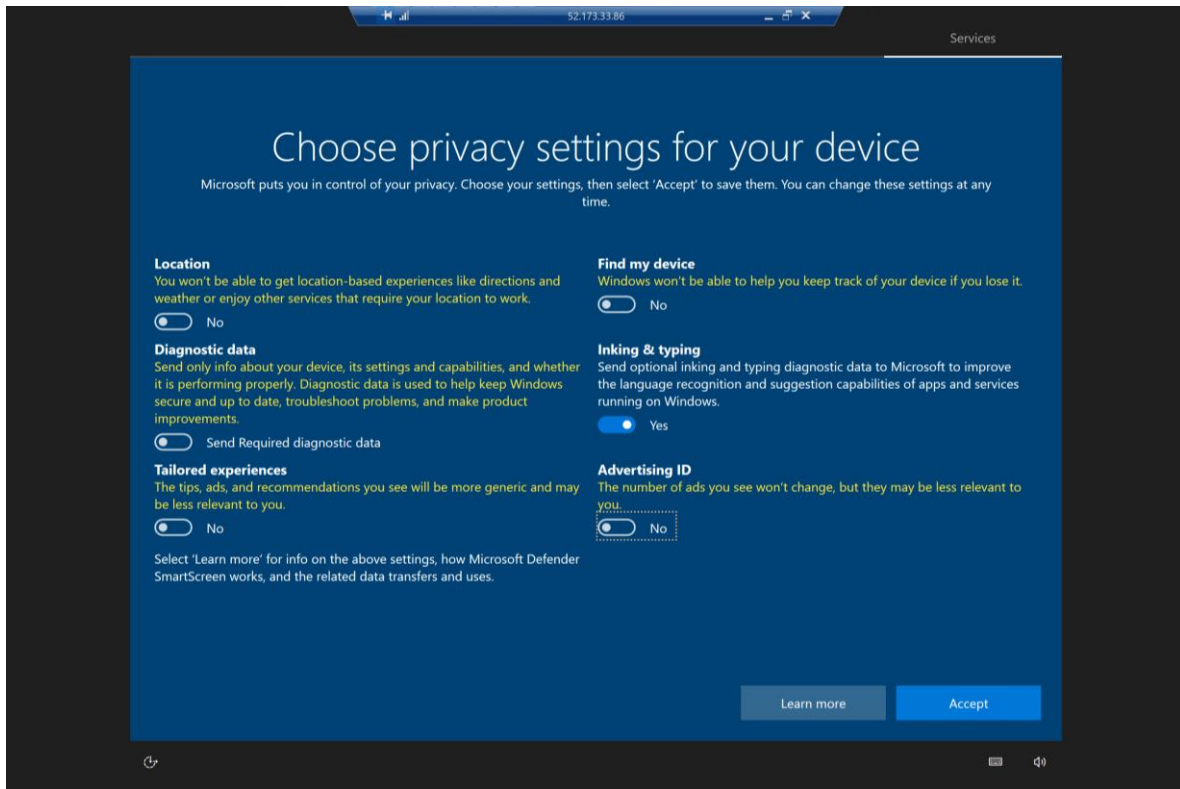 52.173.33.86
Services
Choose privacy settings for your device
Microsoft puts you in control of your privacy. Choose your settings, then select 'Accept' to save them. You can change these settings at any
time.
Location
You won't be able to get location-based experiences like directions and
weather or enjoy other services that require your location to work.
No
Diagnostic data
Send only info about your device, its settings and capabilities, and whether
it is performing properly. Diagnostic data is used to help keep Windows
secure and up to date, troubleshoot problems, and make product
improvements.
Send Required diagnostic data
Tailored experiences
The tips, ads, and recommendations you see will be more generic and may
be less relevant to you.
No
Select 'Learn more' for info on the above settings, how Microsoft Defender
SmartScreen works, and the related data transfers and uses.
Find my device
Windows won't be able to help you keep track of your device if you lose it.
No
Inking & typing
Send optional inking and typing diagnostic data to Microsoft to improve
the language recognition and suggestion capabilities of apps and services
running on Windows.
Yes
Advertising ID
The number of ads you see won't change, but they may be less relevant to
you.
No
Learn more
Accept